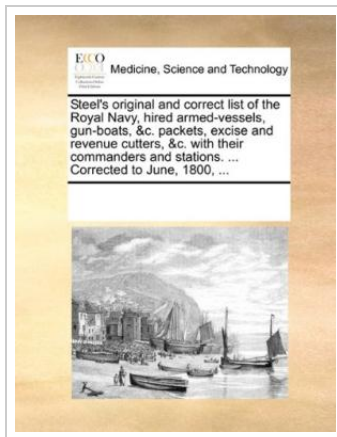 ECCO
Medicine, Science and Technology
Steel's original and correct list of the
Royal Navy, hired armed-vessels,
gun-boats, &c. packets, excise and
revenue cutters, &c. with their
commanders and stations. ...
Corrected to June, 1800, ...